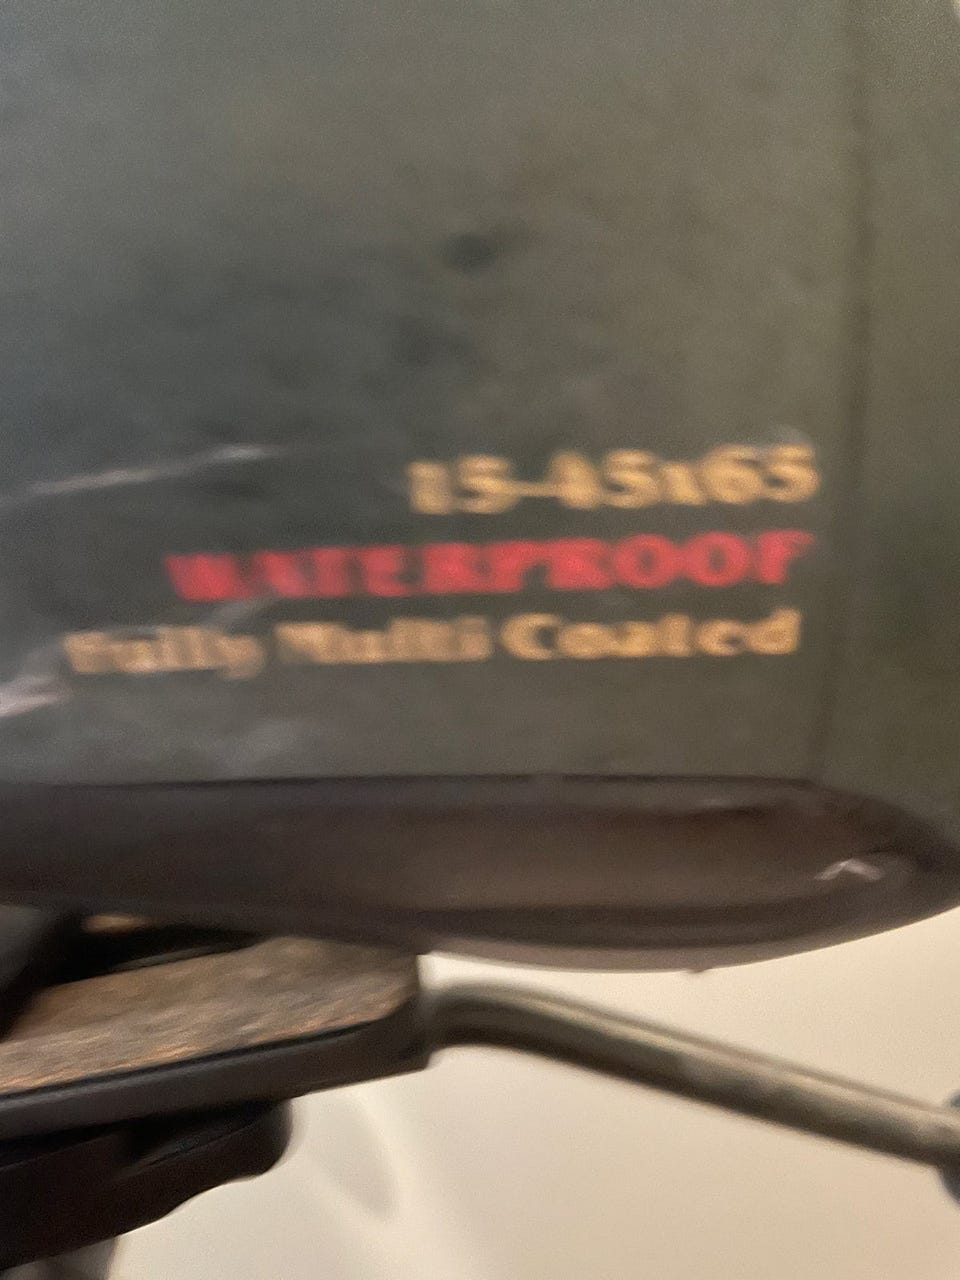 15-45x65
WATERPROOF
Fully Multi Coated